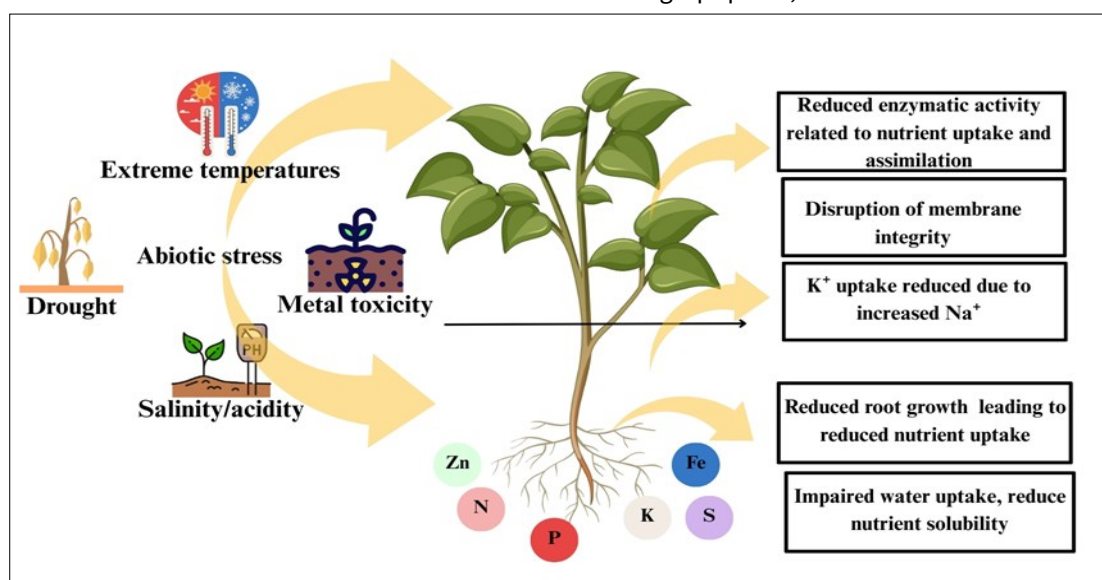 Extreme temperatures
Abiotic stress
Drought
Metal toxicity
PH
Salinity/acidity
Zn
N
P
K
S
Fe
Reduced enzymatic activity
related to nutrient uptake and
assimilation
Disruption of membrane
integrity
K⁺ uptake reduced due to
increased Na⁺
Reduced root growth leading to
reduced nutrient uptake
Impaired water uptake, reduce
nutrient solubility